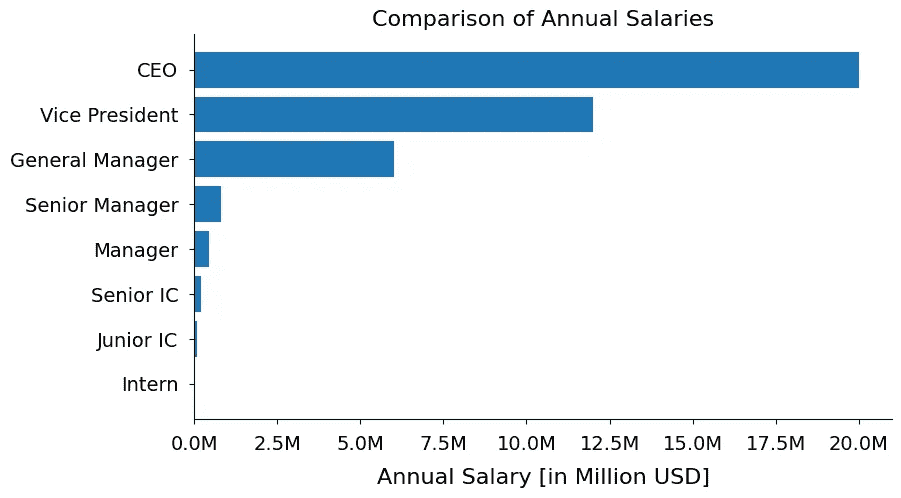 Comparison of Annual Salaries
CEO
Vice President
General Manager
Senior Manager
Manager
Senior IC
Junior IC
Intern
0.0M 2.5M 5.0M 7.5M 10.0M 12.5M 15.0M 17.5M 20.0M
Annual Salary [in Million USD]